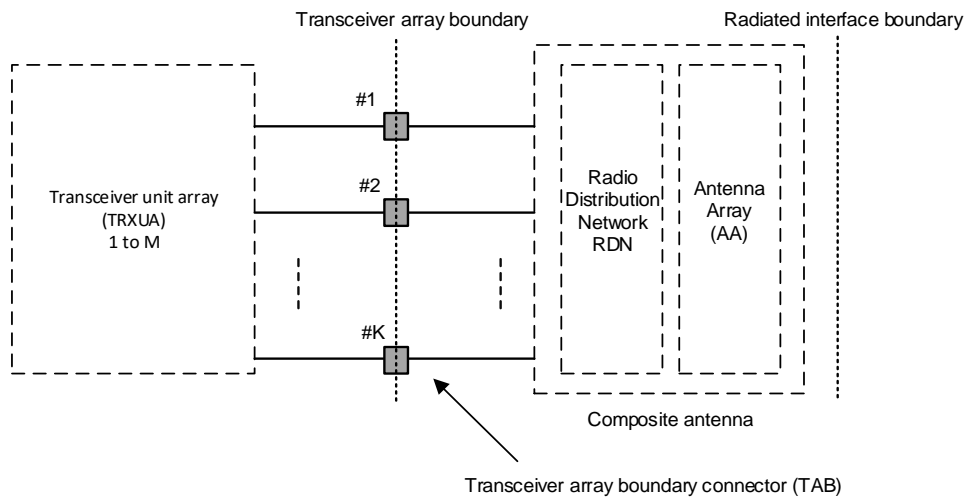 Transceiver array boundary
Radiated interface boundary
#1
#2
#K
Transceiver unit array
(TRXUA)
1 to M
Radio
Distribution
Network
RDN
Antenna
Array
(AA)
Composite antenna
Transceiver array boundary connector (TAB)